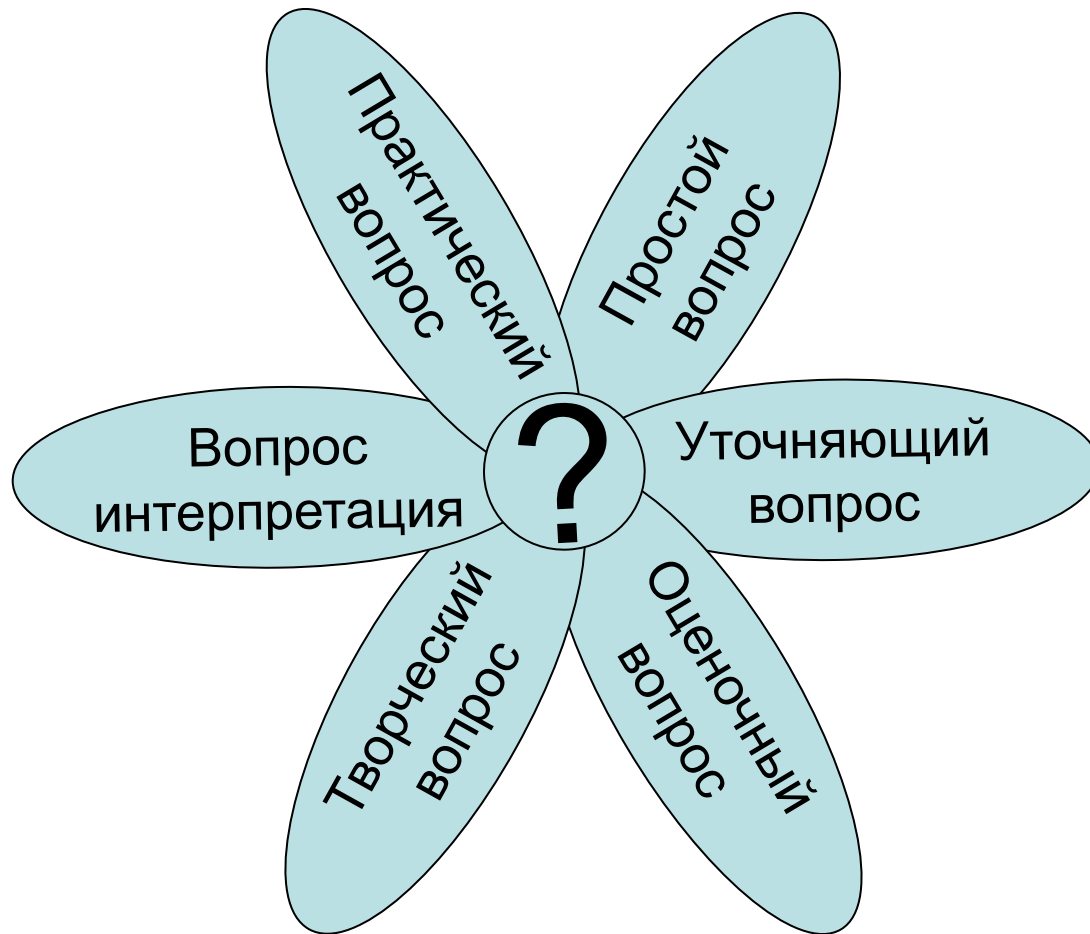 Практический
вопрос
Простой
вопрос
Вопрос
интерпретация
?
Уточняющий
вопрос
Творческий
вопрос
Оценочный
вопрос